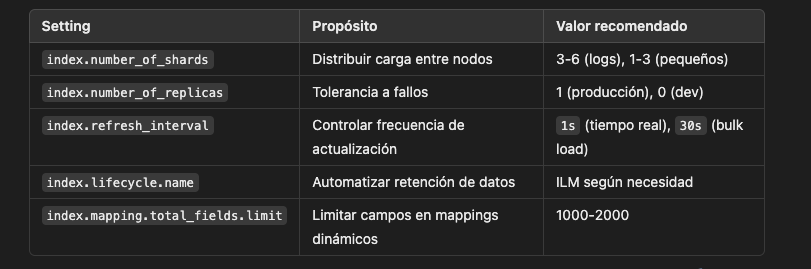 Setting Propósito Valor recomendado
index.number_of_shards Distribuir carga entre nodos 3-6 (logs), 1-3 (pequeños)
index.number_of_replicas Tolerancia a fallos 1 (producción), 0 (dev)
index.refresh_interval Controlar frecuencia de 1s (tiempo real), 30s (bulk
actualización load)
index.lifecycle.name Automatizar retención de datos ILM según necesidad
index.mapping.total_fields.limit Limitar campos en mappings 1000-2000
dinámicos